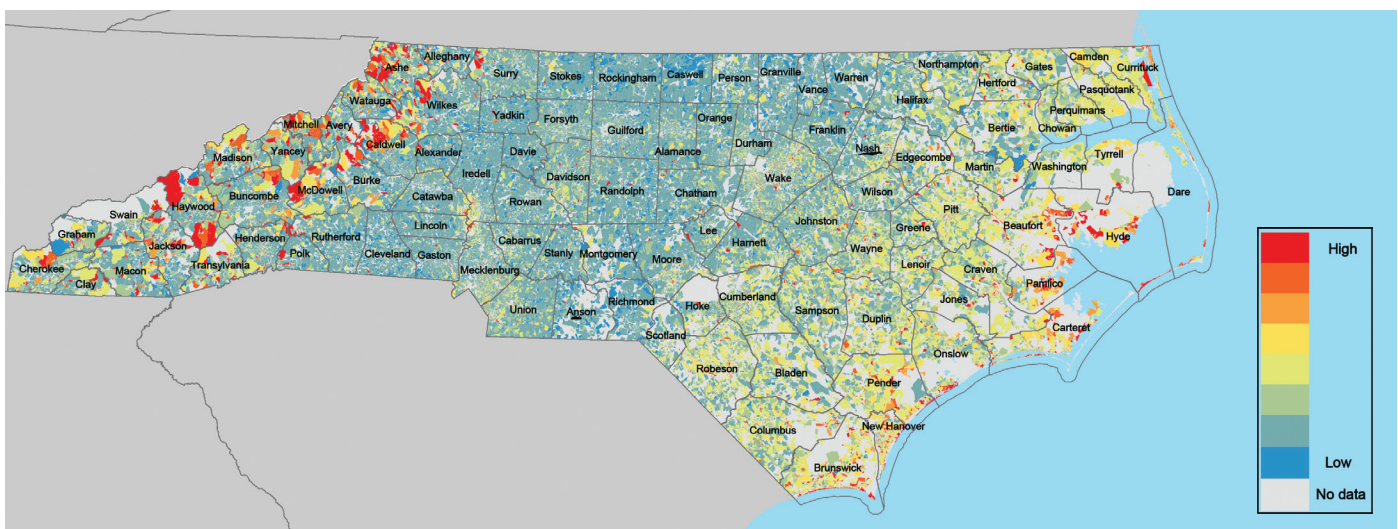 Alleghany
Ashe
Surry
Stokes
Rockingham
Caswell
Person
Granville
Vance
Warren
Northampton
Gates
Camden
Currituck
Pasquotank
Perquimans
Chowan
Hertford
Halifax
Bertie
Watauga
Wilkes
Yadkin
Forsyth
Guilford
Orange
Durham
Franklin
Nash
Edgecombe
Martin
Washington
Tyrrell
Dare
Mitchell
Avery
Caldwell
Alexander
Davie
Alamance
Madison
Yancey
Iredell
Davidson
Wake
Burke
McDowell
Buncombe
Catawba
Rowan
Randolph
Chatham
Wilson
Pitt
Beaufort
Hyde
Haywood
Swain
Graham
Jackson
Henderson
Rutherford
Lincoln
Cabarrus
Lee
Harnett
Johnston
Greene
Wayne
Polk
Cleveland
Gaston
Stanly
Montgomery
Moore
Lenoir
Craven
Pamlico
Cherokee
Macon
Transylvania
Clay
Mecklenburg
Union
Anson
Richmond
Hoke
Cumberland
Sampson
Duplin
Jones
Carteret
Scotland
Onslow
Robeson
Bladen
Pender
Columbus
New Hanover
Brunswick
High
Low
No data